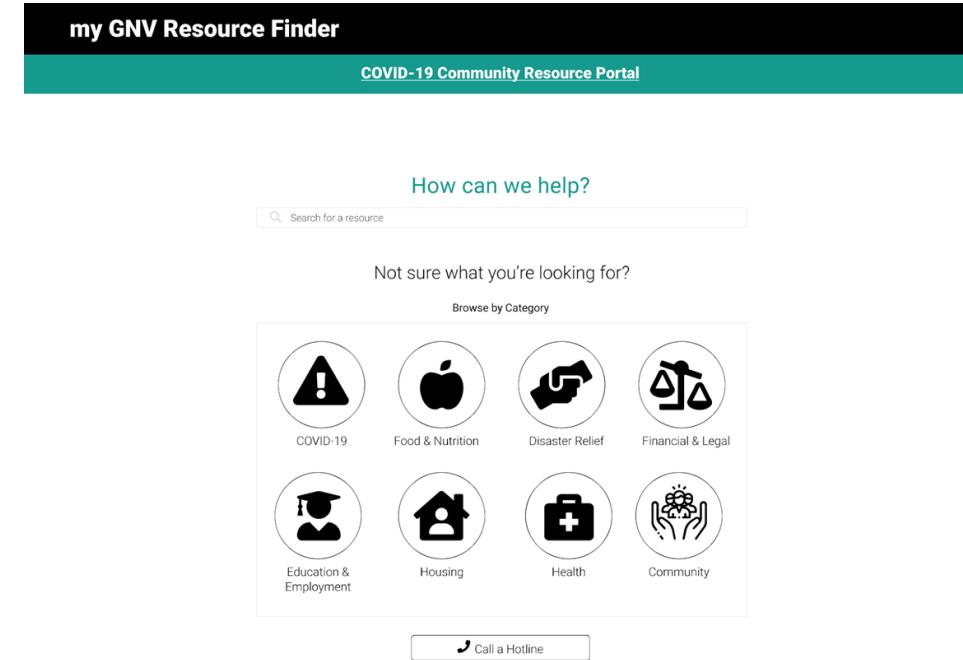 my GNV Resource Finder
COVID-19 Community Resource Portal
How can we help?
Search for a resource
Not sure what you're looking for?
Browse by Category
COVID-19
Food & Nutrition
Disaster Relief
Financial & Legal
Education &
Employment
Housing
Health
Community
Call a Hotline